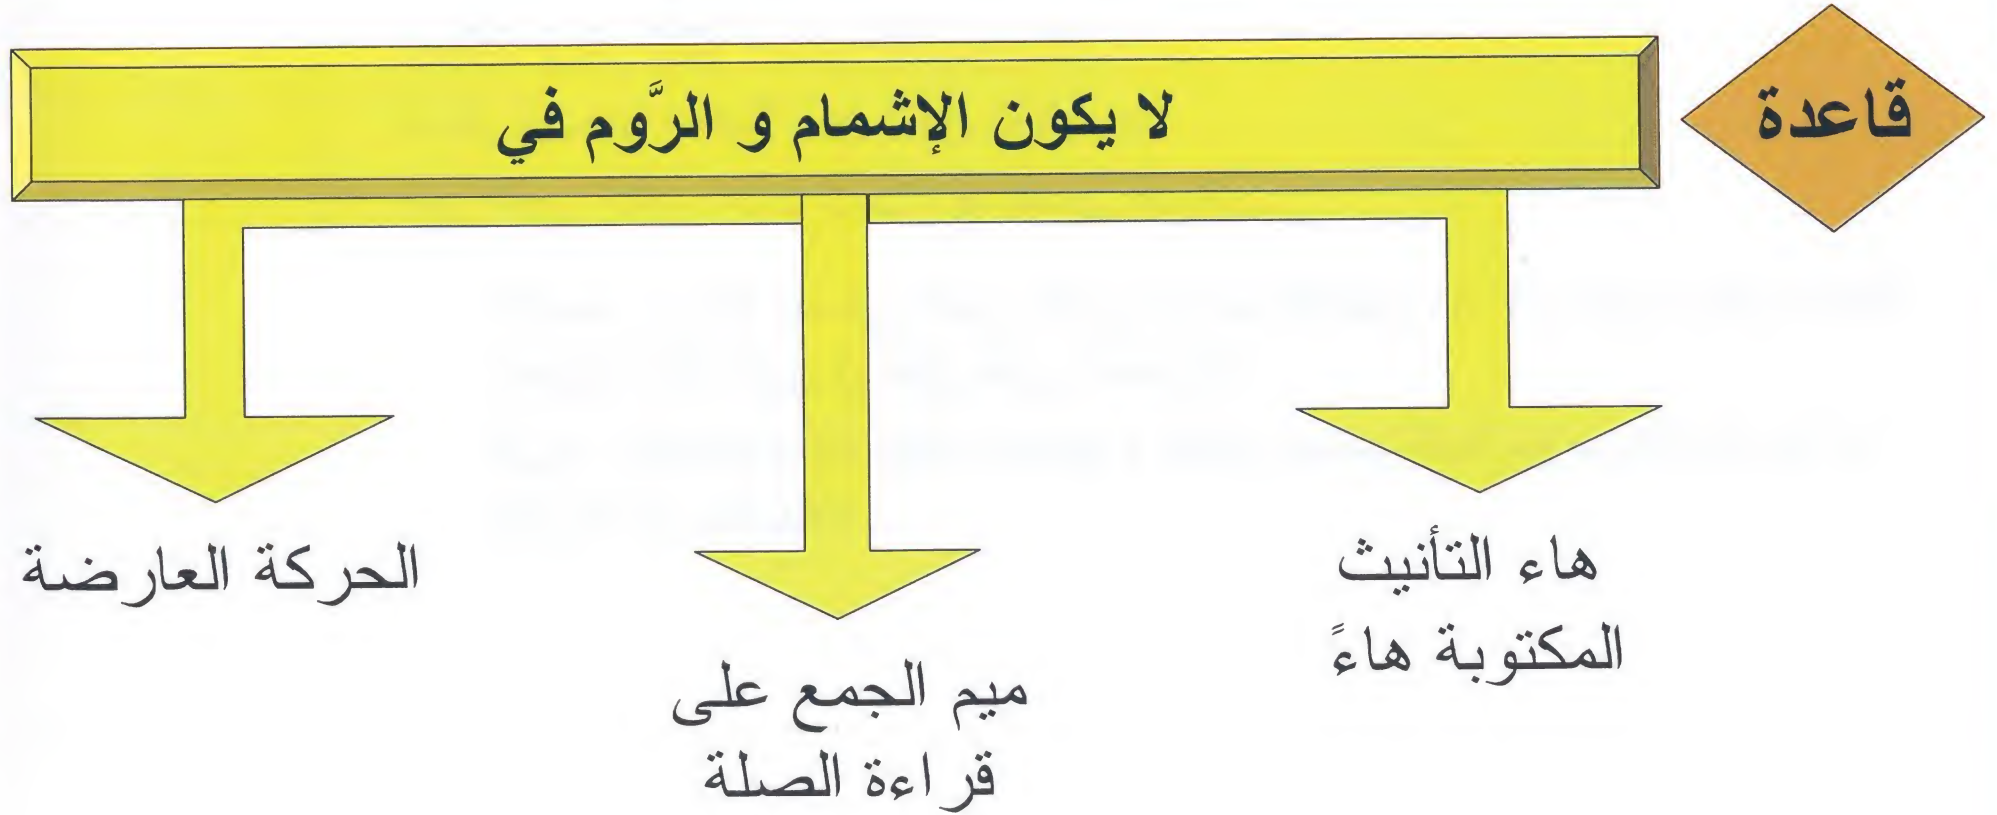 قاعدة
لا يكون الإشمام و الرَّوم في
هاء التأنيث
المكتوبة هاءً
ميم الجمع على
قراءة الصلة
الحركة العارضة